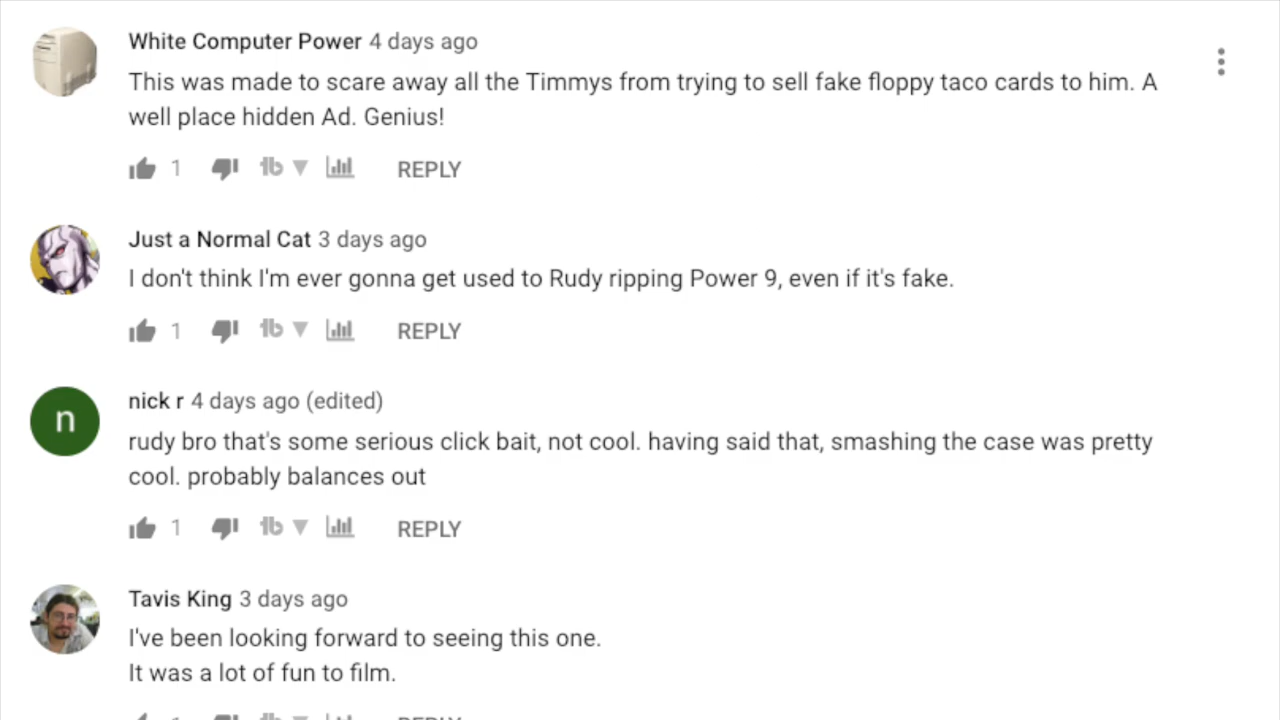 White Computer Power 4 days ago
This was made to scare away all the Timmys from trying to sell fake floppy taco cards to him. A
well place hidden Ad. Genius!
1 tb REPLY
Just a Normal Cat 3 days ago
I don't think I'm ever gonna get used to Rudy ripping Power 9, even if it's fake.
1 tb REPLY
n
nick r 4 days ago (edited)
rudy bro that's some serious click bait, not cool. having said that, smashing the case was pretty
cool. probably balances out
1 tb REPLY
Tavis King 3 days ago
I've been looking forward to seeing this one.
It was a lot of fun to film.